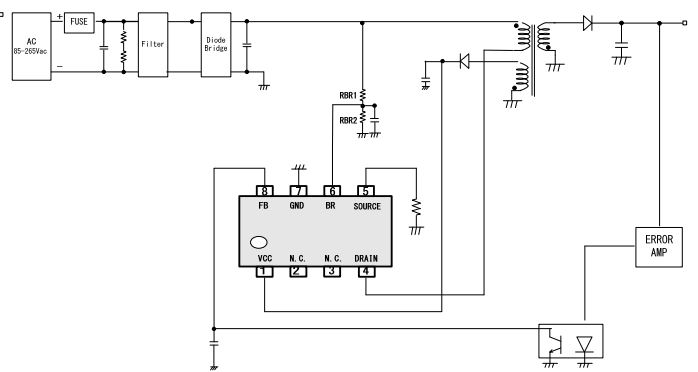 +
FUSE
AC
85-265Vac
Filter
Diode
Bridge
−
RBR1
RBR2
8
7
6
5
FB
GND
BR
SOURCE
VCC
N. C.
N. C.
DRAIN
1
2
3
4
ERROR
AMP